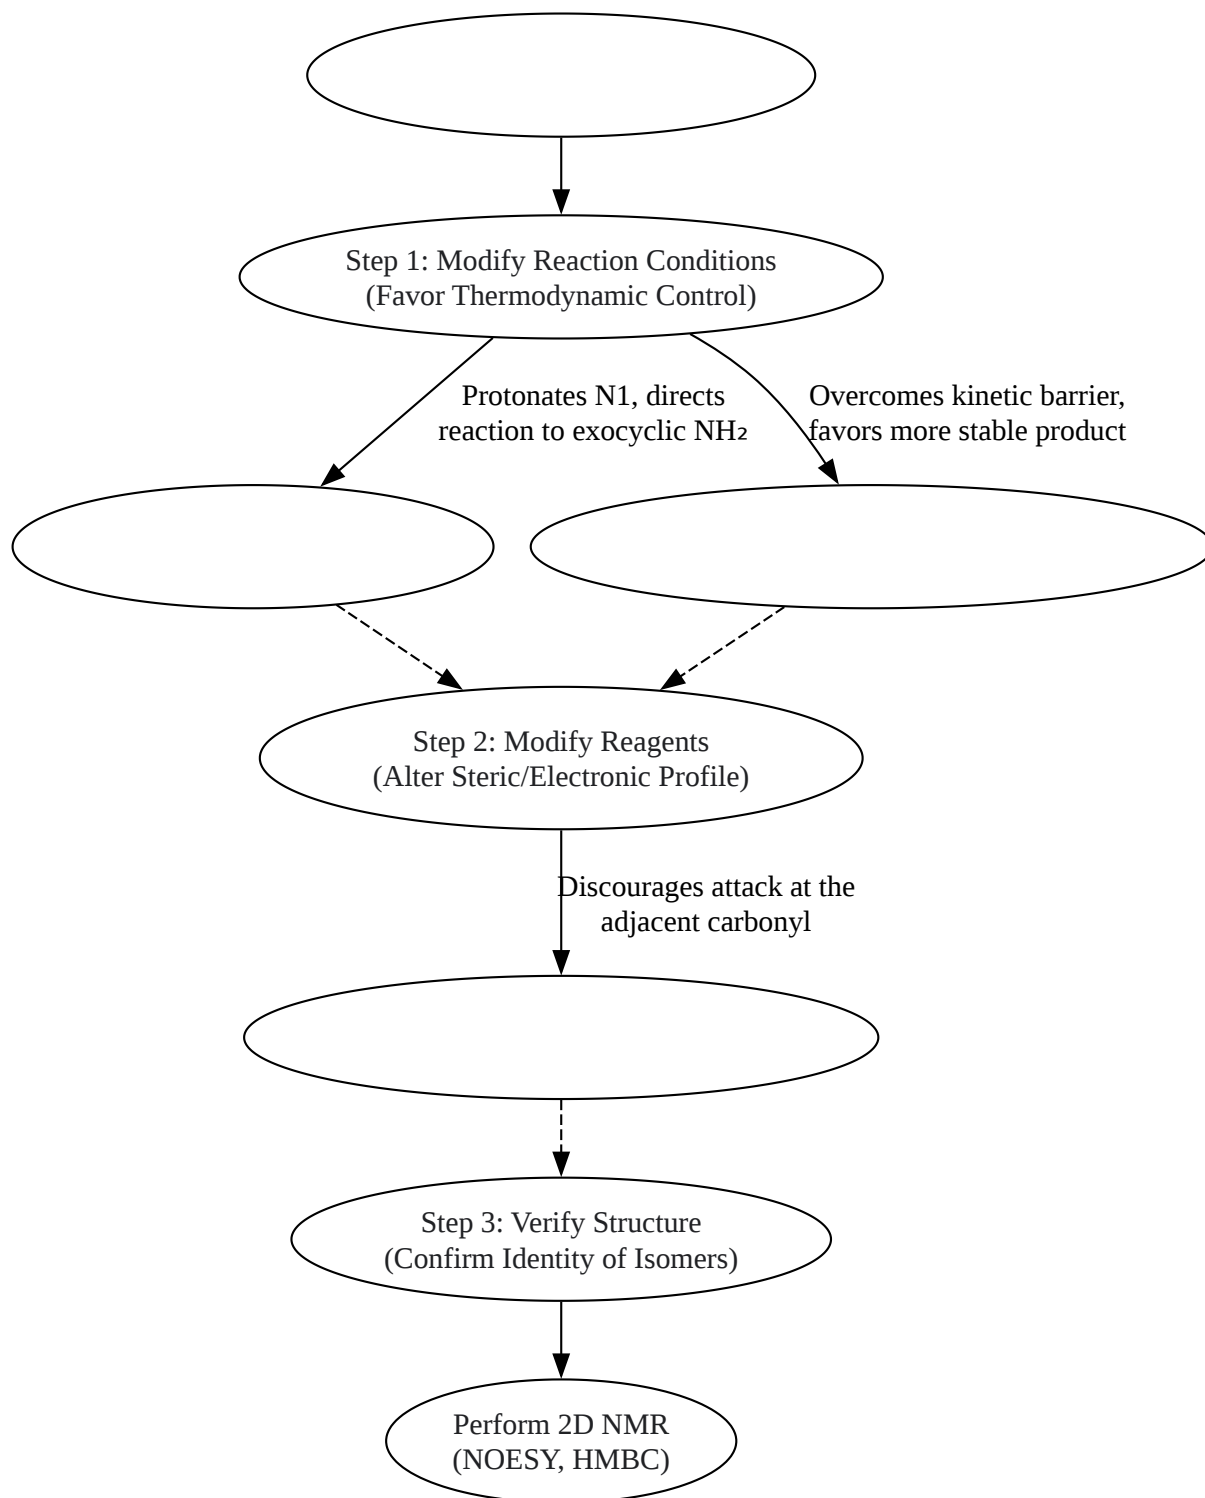 Step 1: Modify Reaction Conditions
(Favor Thermodynamic Control)
Protonates N1, directs
reaction to exocyclic NH₂
Overcomes kinetic barrier,
favors more stable product
Step 2: Modify Reagents
(Alter Steric/Electronic Profile)
Discourages attack at the
adjacent carbonyl
Step 3: Verify Structure
(Confirm Identity of Isomers)
Perform 2D NMR
(NOESY, HMBC)